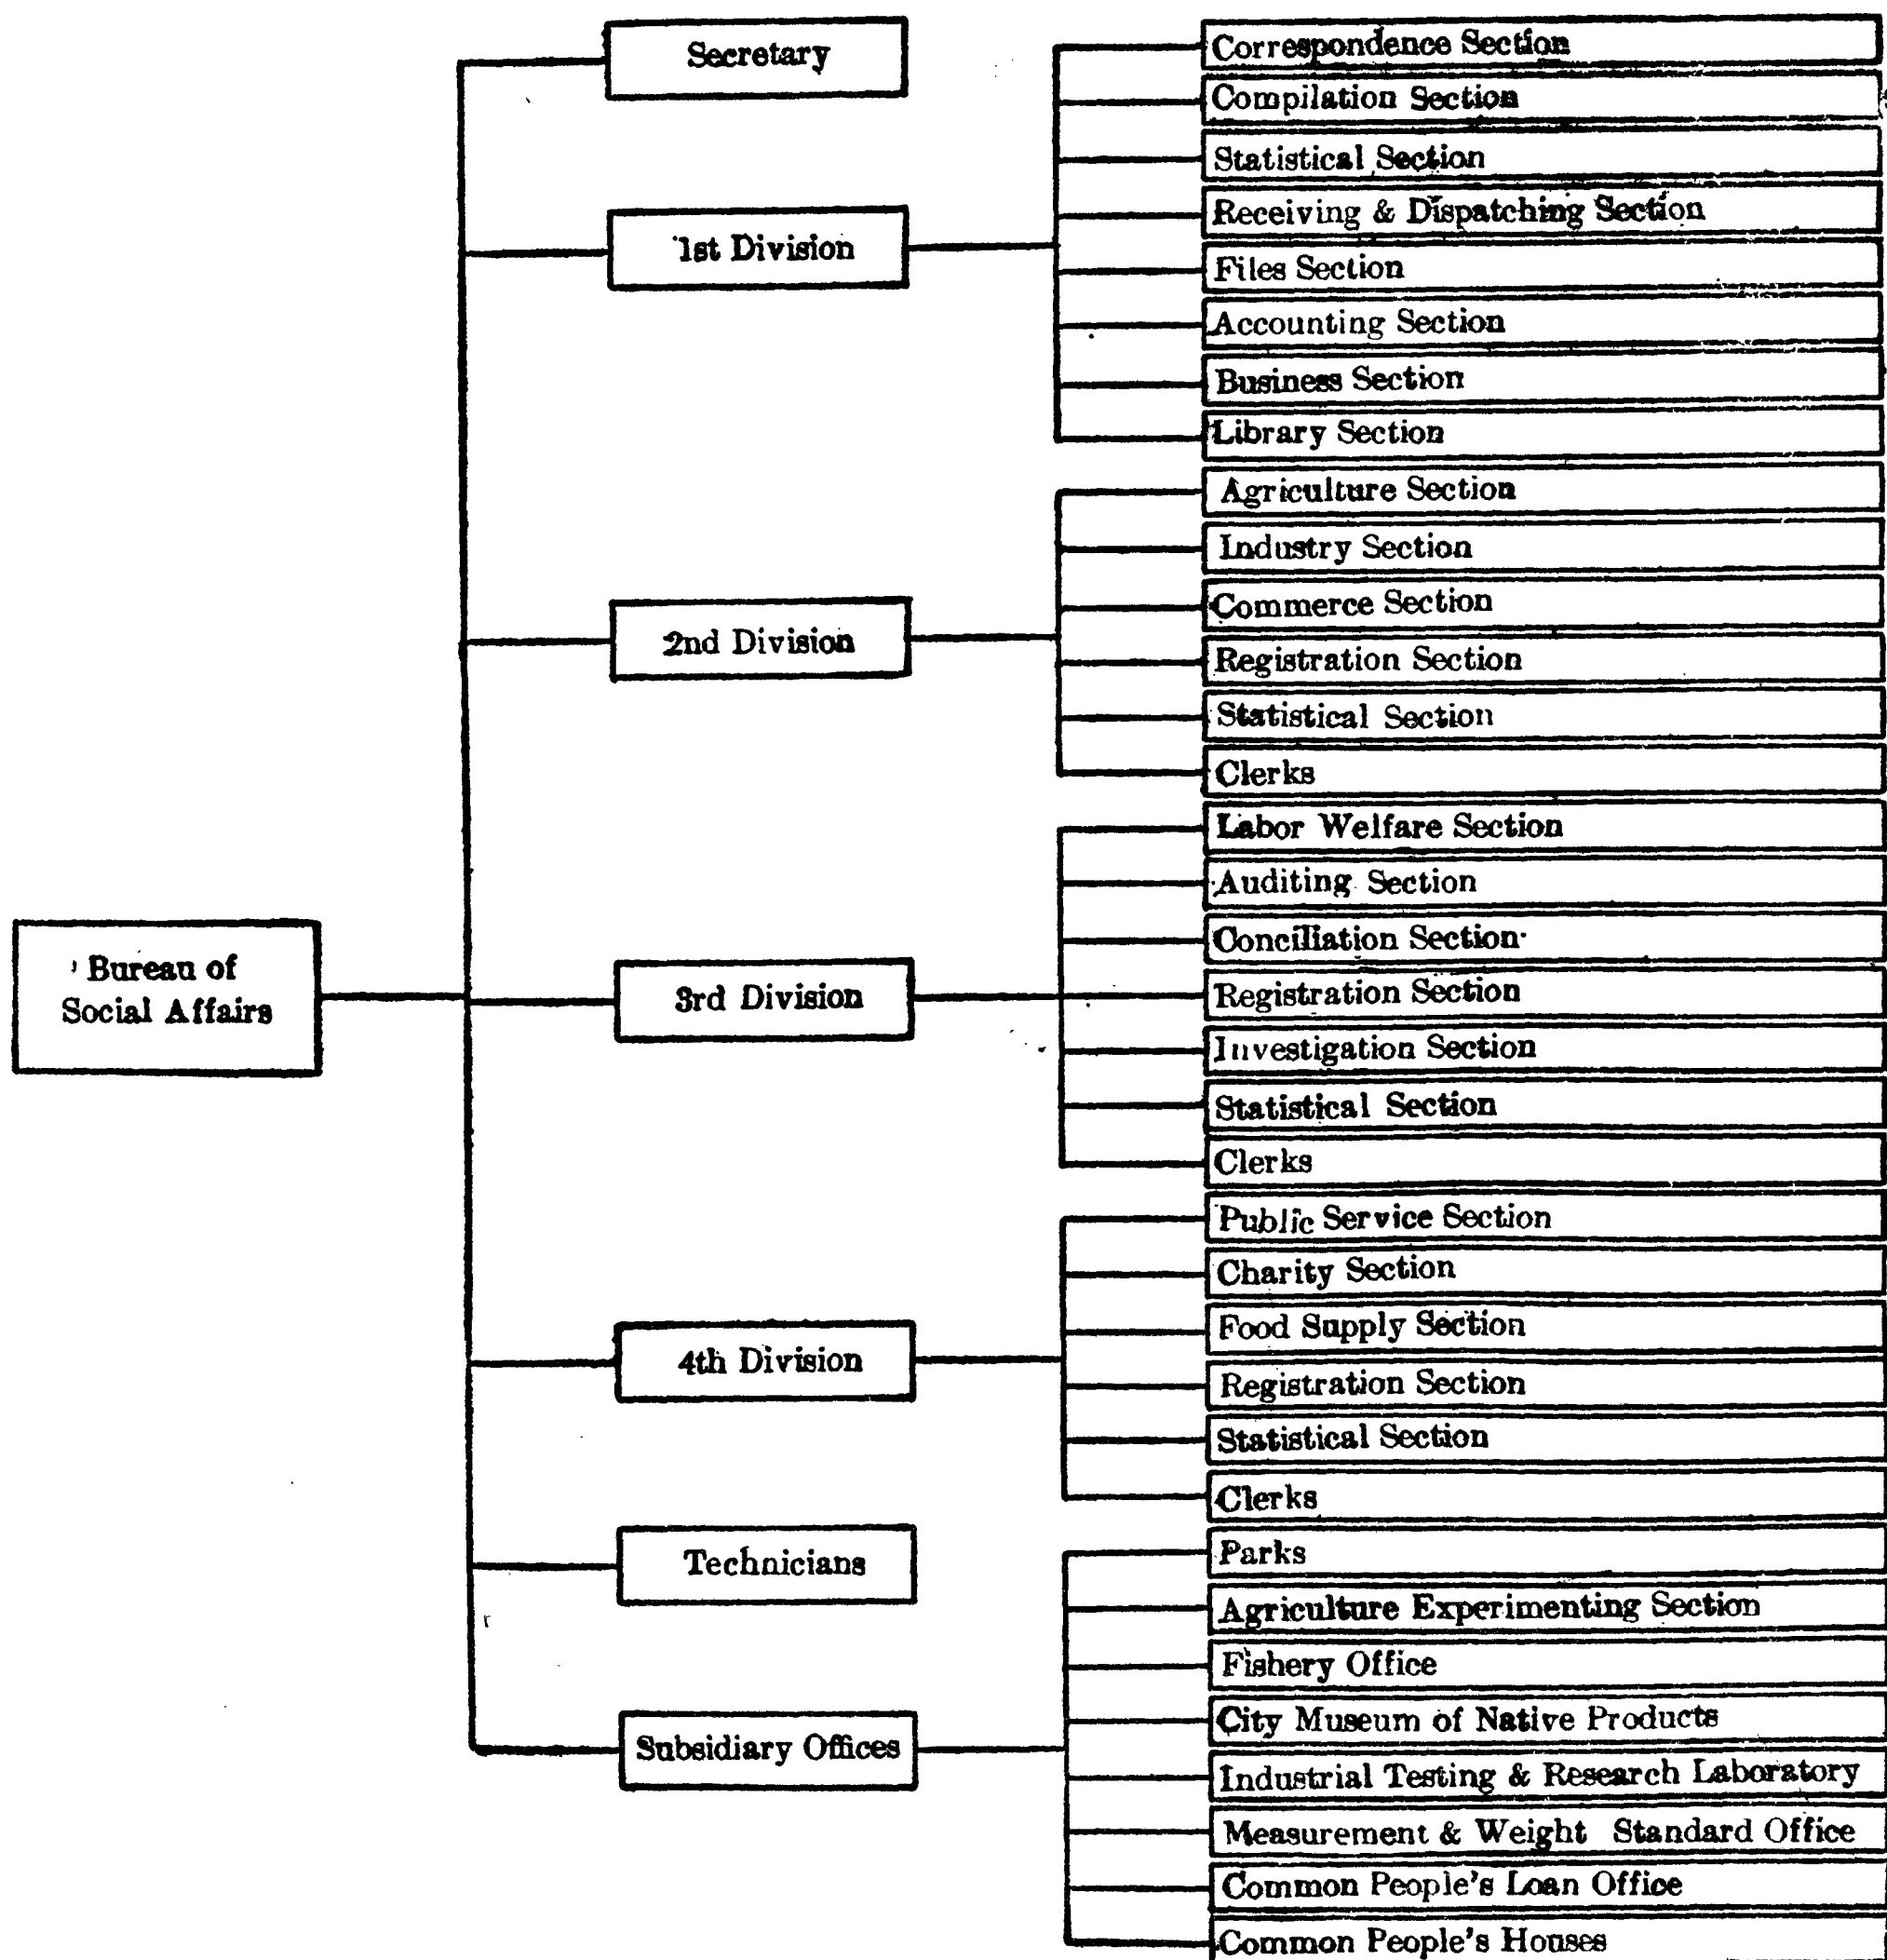 Secretary
1st Division
2nd Division
Bureau of
Social Affairs
3rd Division
4th Division
Technicians
Subsidiary Offices
Correspondence Section
Compilation Section
Statistical Section
Receiving & Dispatching Section
Files Section
Accounting Section
Business Section
Library Section
Agriculture Section
Industry Section
Commerce Section
Registration Section
Statistical Section
Clerks
Labor Welfare Section
Auditing Section
Conciliation Section
Registration Section
Investigation Section
Statistical Section
Clerks
Public Service Section
Charity Section
Food Supply Section
Registration Section
Statistical Section
Clerks
Parks
Agriculture Experimenting Section
Fishery Office
City Museum of Native Products
Industrial Testing & Research Laboratory
Measurement & Weight Standard Office
Common People's Loan Office
Common People's Houses